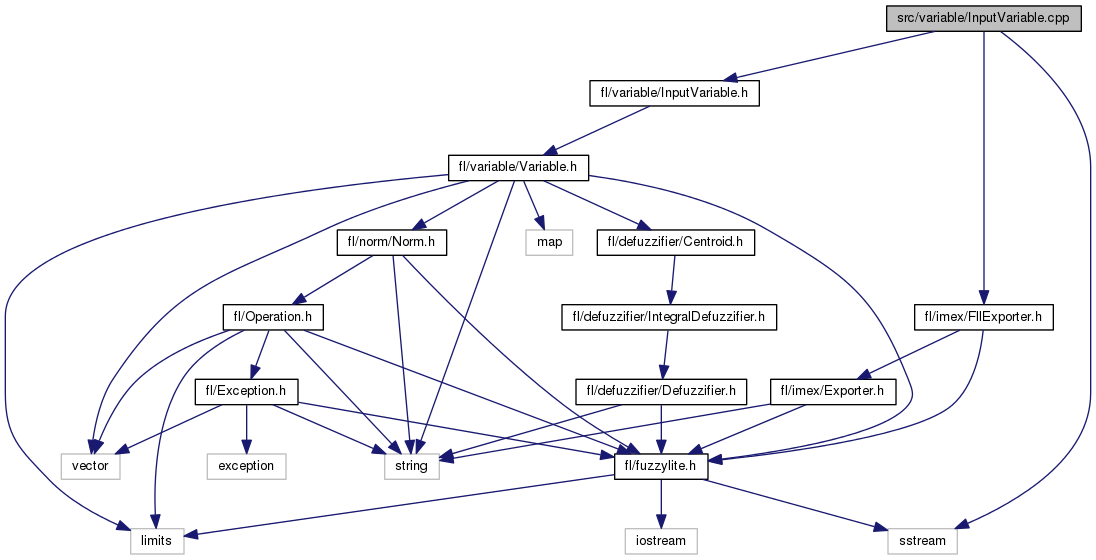 src/variable/InputVariable.cpp
fl/variable/InputVariable.h
fl/variable/Variable.h
fl/norm/Norm.h
map
fl/defuzzifier/Centroid.h
fl/Operation.h
fl/defuzzifier/IntegralDefuzzifier.h
fl/imex/FllExporter.h
fl/Exception.h
fl/defuzzifier/Defuzzifier.h
fl/imex/Exporter.h
vector
exception
string
fl/fuzzylite.h
limits
iostream
sstream